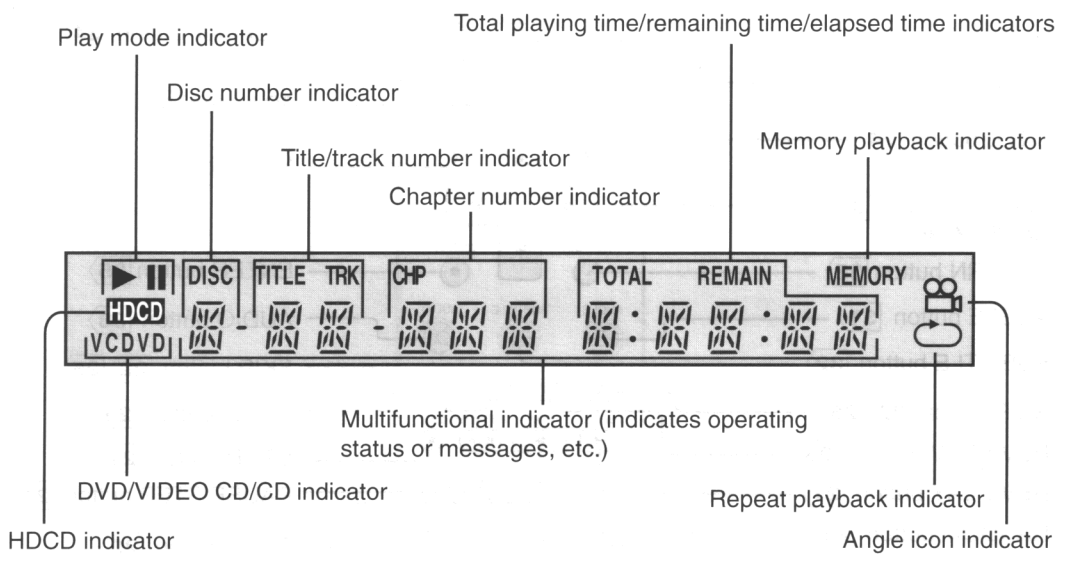 Total playing time/remaining time/elapsed time indicators
Play mode indicator
Disc number indicator
Memory playback indicator
Title/track number indicator
Chapter number indicator
DISC TITLE TRK CHP TOTAL REMAIN MEMORY
HDCD
VCDVD
Multifunctional indicator (indicates operating
status or messages, etc.)
DVD/VIDEO CD/CD indicator
Repeat playback indicator
HDCD indicator
Angle icon indicator